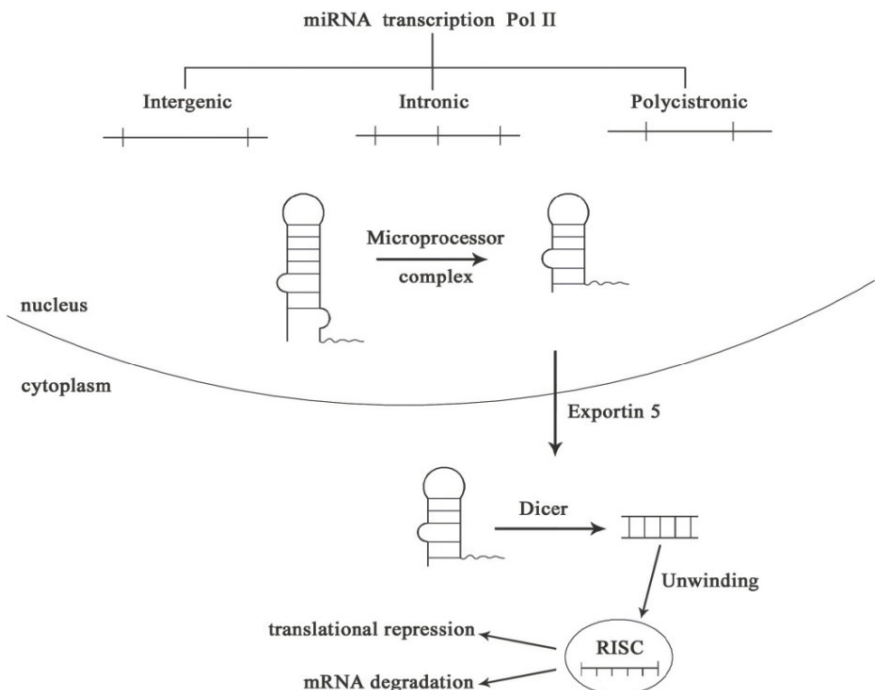 miRNA transcription Pol II
Intergenic
Intronic
Polycistronic
Microprocessor
complex
nucleus
cytoplasm
Exportin 5
Dicer
Unwinding
translational repression
RISC
mRNA degradation